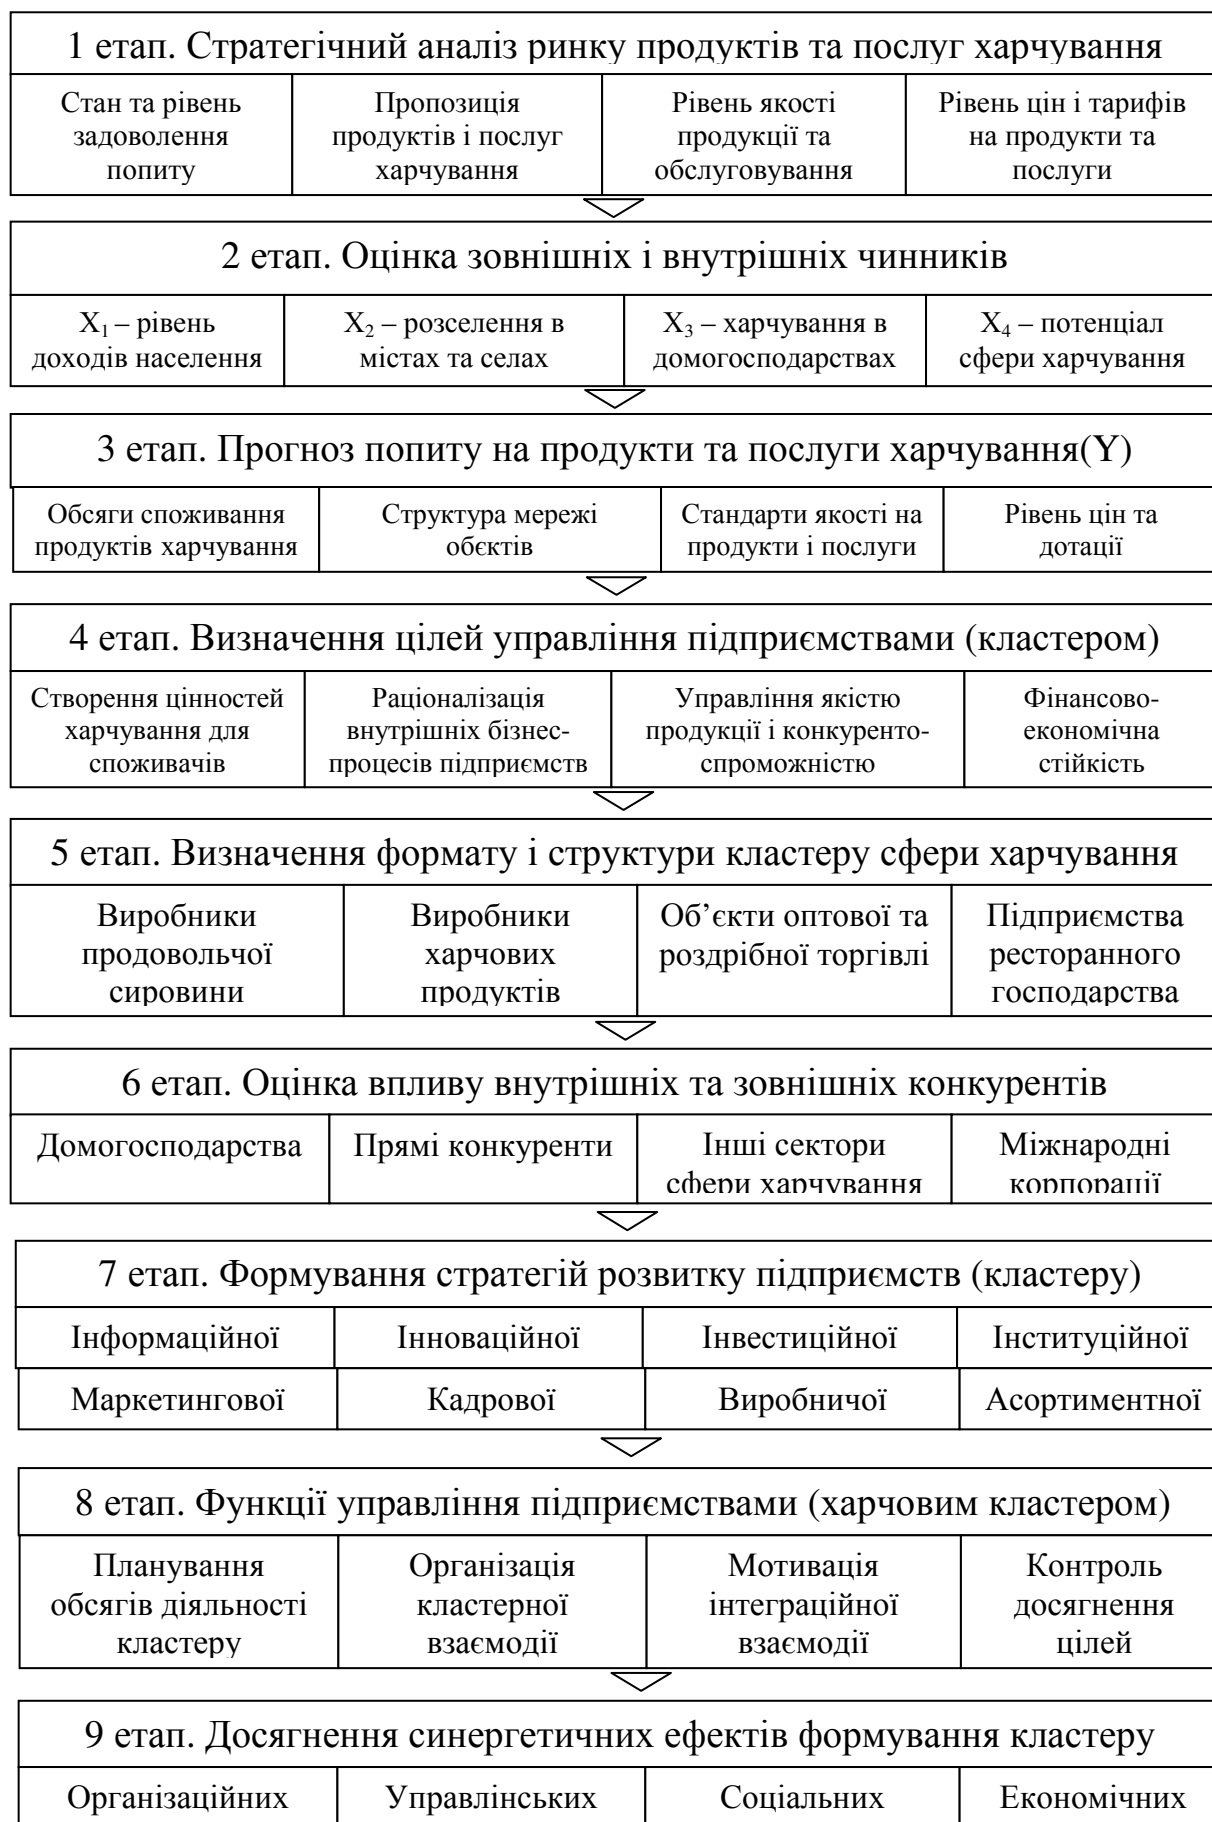 1 етап. Стратегічний аналіз ринку продуктів та послуг харчування
Стан та рівень
задоволення
попиту
Пропозиція
продуктів і послуг
харчування
Рівень якості
продукції та
обслуговування
Рівень цін і тарифів
на продукти та
послуги
2 етап. Оцінка зовнішніх і внутрішніх чинників
X₁ – рівень
доходів населення
X₂ – розселення в
містах та селах
X₃ – харчування в
домогосподарствах
X₄ – потенціал
сфери харчування
3 етап. Прогноз попиту на продукти та послуги харчування(Y)
Обсяги споживання
продуктів харчування
Структура мережі
обєктів
Стандарти якості на
продукти і послуги
Рівень цін та
дотації
4 етап. Визначення цілей управління підприємствами (кластером)
Створення цінностей
харчування для
споживачів
Раціоналізація
внутрішніх бізнес-
процесів підприємств
Управління якістю
продукції і конкуренто-
спроможністю
Фінансово-
економічна
стійкість
5 етап. Визначення формату і структури кластеру сфери харчування
Виробники
продовольчої
сировини
Виробники
харчових
продуктів
Об’єкти оптової та
роздрібної торгівлі
Підприємства
ресторанного
господарства
6 етап. Оцінка впливу внутрішніх та зовнішніх конкурентів
Домогосподарства
Прямі конкуренти
Інші сектори
сфери харчування
Міжнародні
корпорації
7 етап. Формування стратегій розвитку підприємств (кластеру)
Інформаційної
Інноваційної
Інвестиційної
Інституційної
Маркетингової
Кадрової
Виробничої
Асортиментної
8 етап. Функції управління підприємствами (харчовим кластером)
Планування
обсягів діяльності
кластеру
Організація
кластерної
взаємодії
Мотивація
інтеграційної
взаємодії
Контроль
досягнення
цілей
9 етап. Досягнення синергетичних ефектів формування кластеру
Організаційних
Управлінських
Соціальних
Економічних